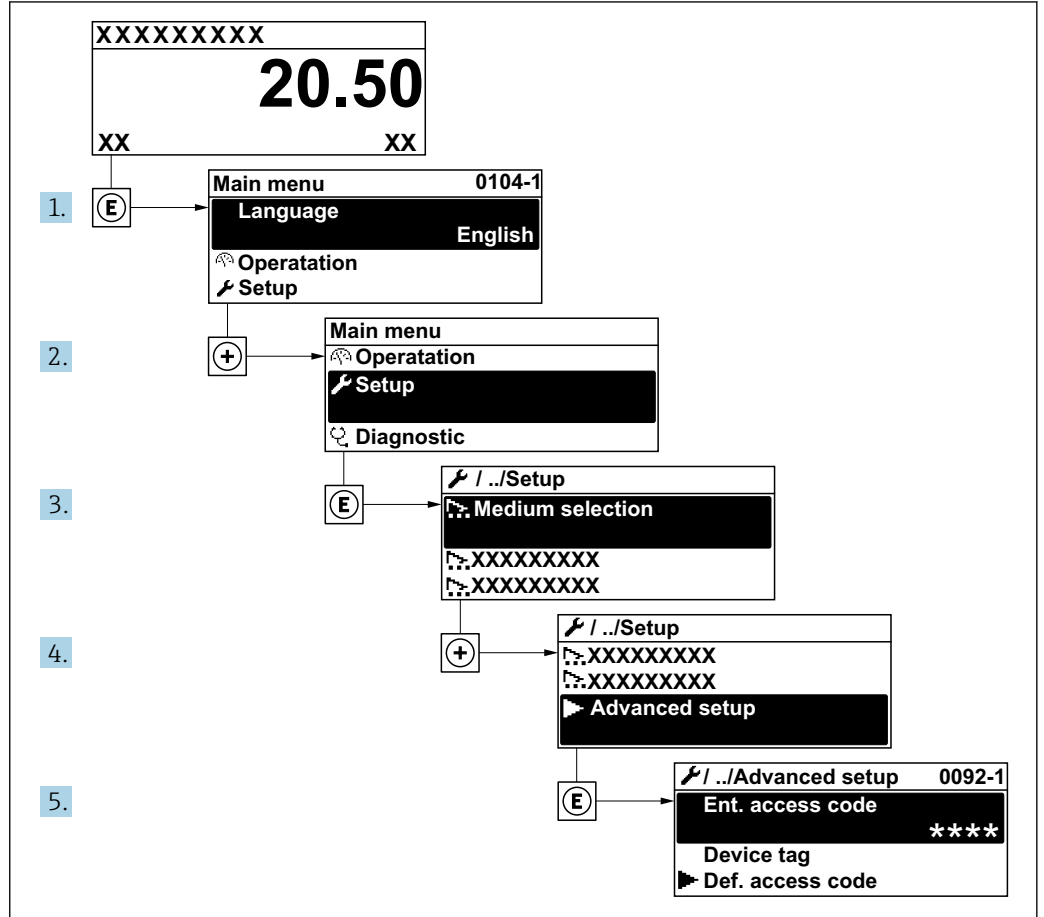 XXXXXXXXX
20.50
XX XX
1. E
Main menu 0104-1
Language
English
Operatation
Setup
2. +
Main menu
Operatation
Setup
Diagnostic
3. E
/ ../Setup
Medium selection
XXXXXXXXX
XXXXXXXXX
4. +
/ ../Setup
XXXXXXXXX
XXXXXXXXX
Advanced setup
5. E
/ ../Advanced setup 0092-1
Ent. access code
****
Device tag
Def. access code